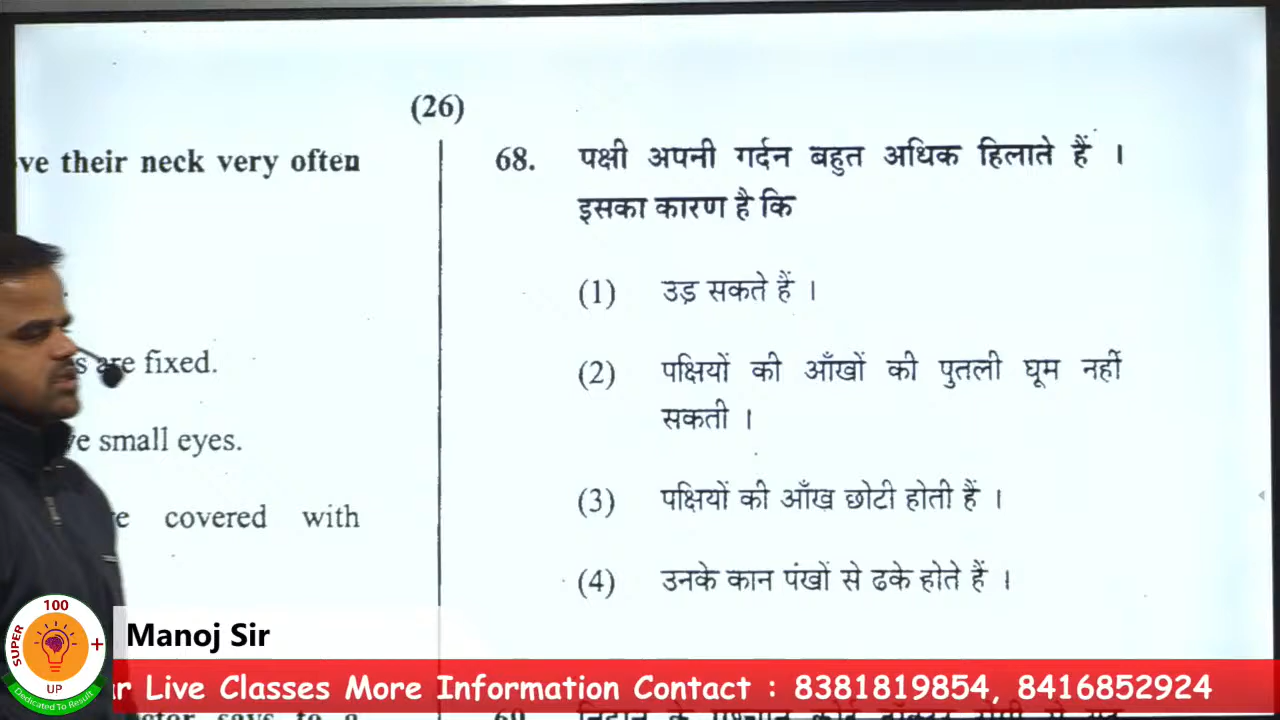 (26)
ve their neck very often
are fixed.
small eyes.
covered with
68. पक्षी अपनी गर्दन बहुत अधिक हिलाते हैं ।
इसका कारण है कि
(1) उड़ सकते हैं ।
(2) पक्षियों की आँखों की पुतली घूम नहीं
सकती ।
(3) पक्षियों की आँख छोटी होती हैं ।
(4) उनके कान पंखों से ढके होते हैं ।
100
SUPER
+
UP
Dedicated To Result
Manoj Sir
ur Live Classes More Information Contact : 8381819854, 8416852924